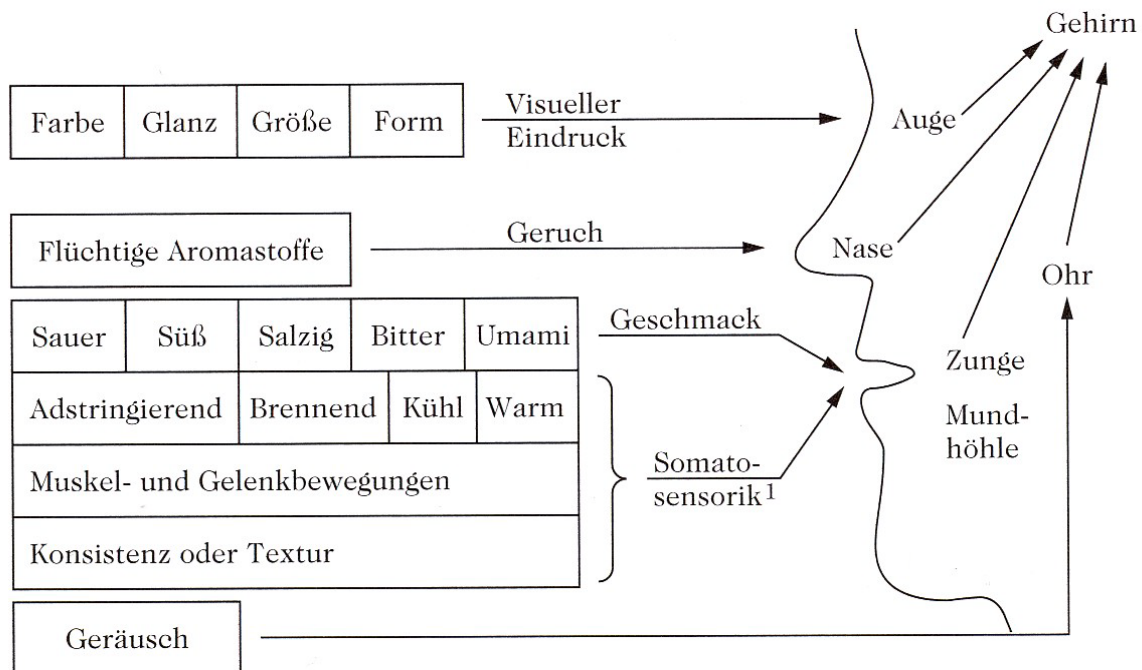 Gehirn
Farbe
Glanz
Größe
Form
Visueller
Eindruck
Auge
Flüchtige Aromastoffe
Geruch
Nase
Ohr
Sauer
Süß
Salzig
Bitter
Umami
Geschmack
Zunge
Mund-
höhle
Adstringierend
Brennend
Kühl
Warm
Muskel- und Gelenkbewegungen
Somato-
sensorik1
Konsistenz oder Textur
Geräusch